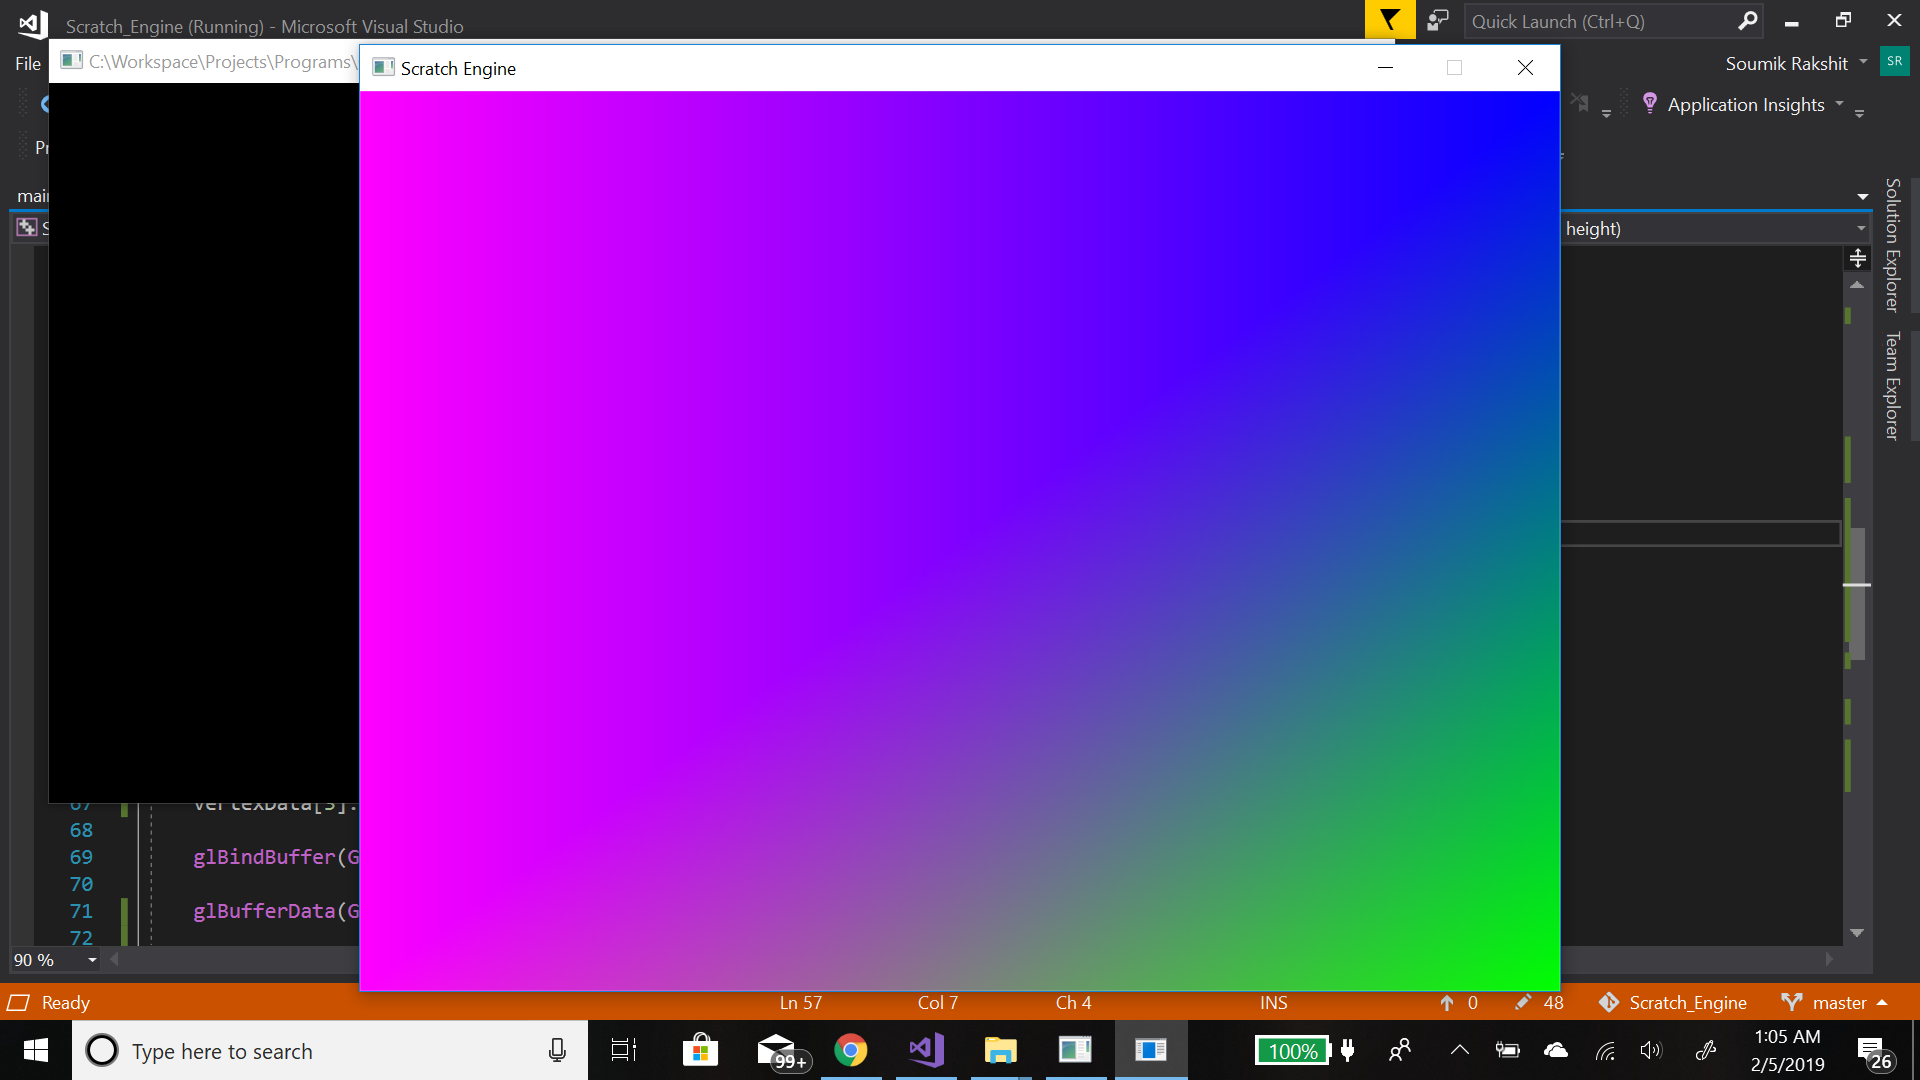 Scratch_Engine (Running) - Microsoft Visual Studio
Quick Launch (Ctrl+Q)
C:\Workspace\Projects\Programs\
Scratch Engine
File
Soumik Rakshit
SR
Application Insights
Pr
main
S
height)
Solution Explorer
Team Explorer
67 vertexData[3].
68
69 glBindBuffer(G
70
71 glBufferData(G
72
90 %
Ready
Ln 57
Col 7
Ch 4
INS
0
48
Scratch_Engine
master
Type here to search
99+
100%
1:05 AM
2/5/2019
26